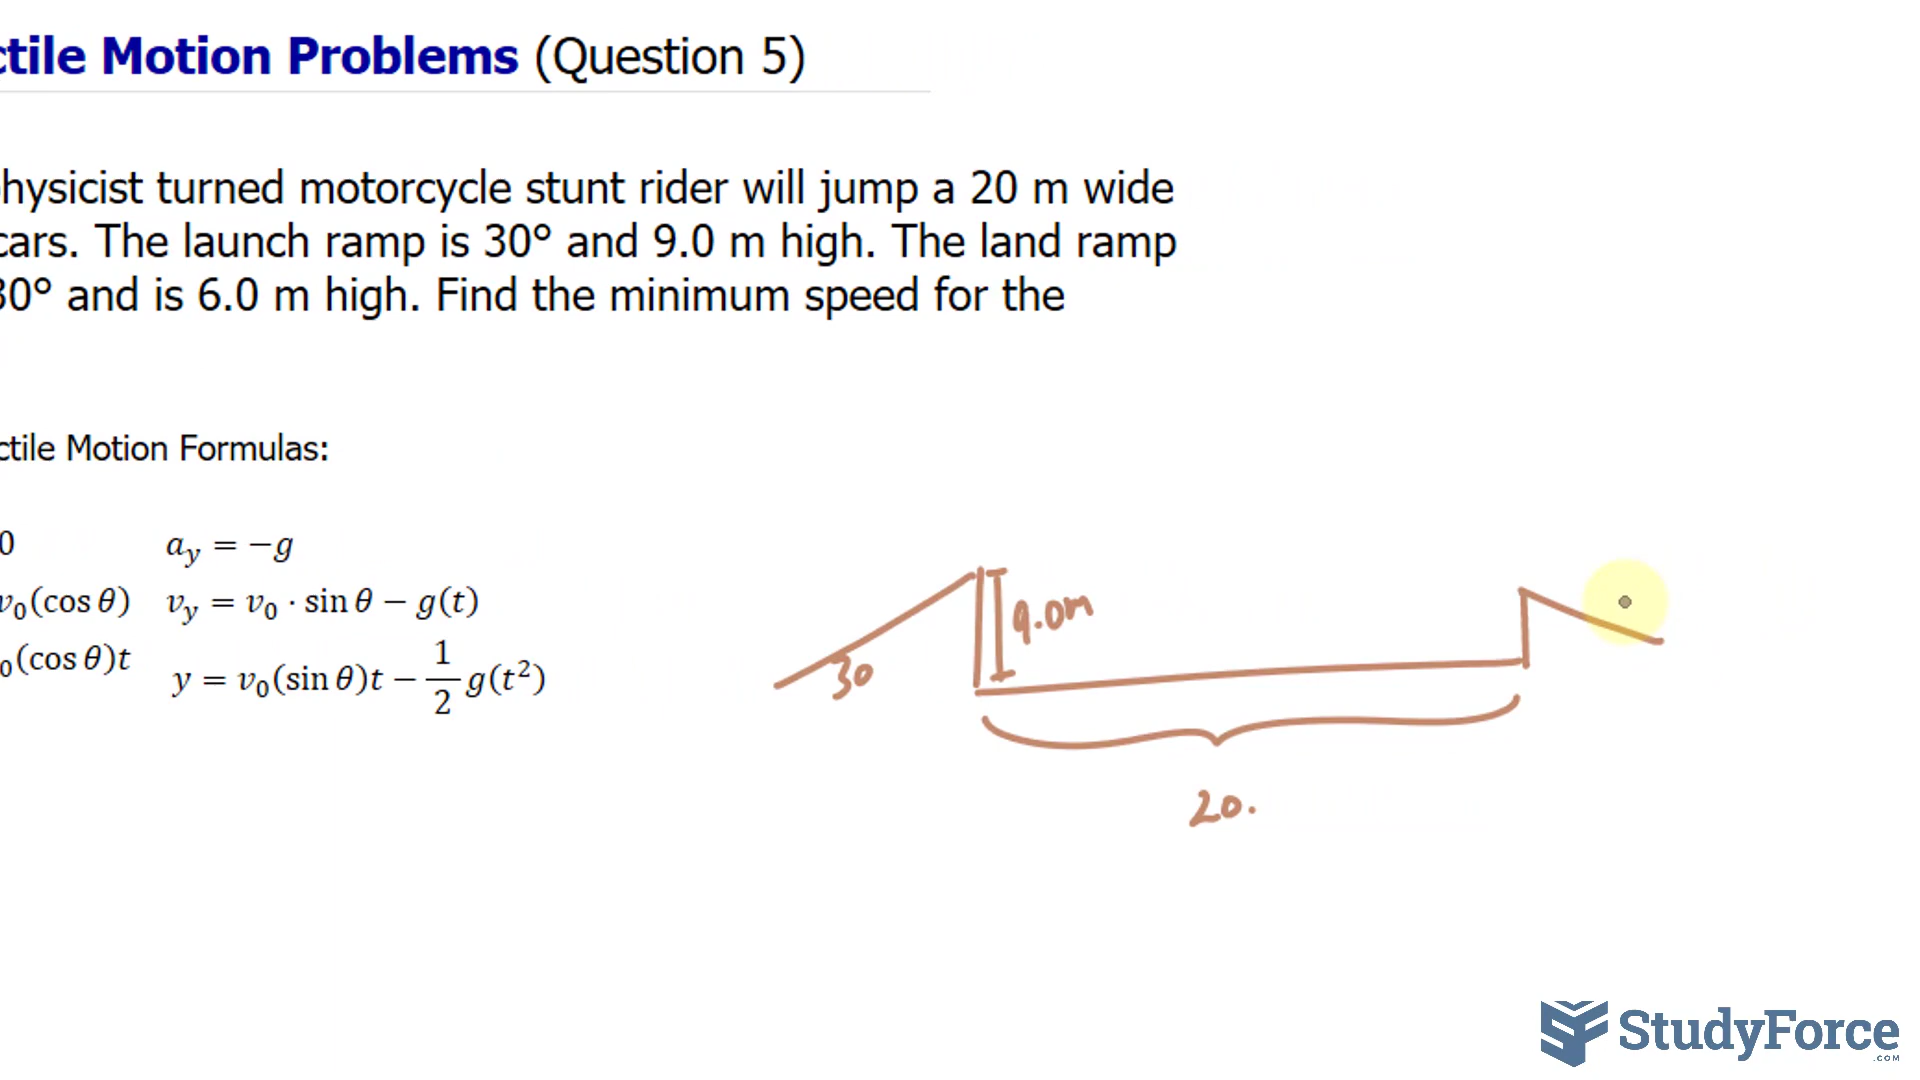 ctile Motion Problems (Question 5)
hysicist turned motorcycle stunt rider will jump a 20 m wide
cars. The launch ramp is 30° and 9.0 m high. The land ramp
30° and is 6.0 m high. Find the minimum speed for the
ctile Motion Formulas:
0 a_y = −g
v₀(cos θ) v_y = v₀ · sin θ − g(t)
₀(cos θ)t y = v₀(sin θ)t − 1/2 g(t²)
30
9.0m
20.
StudyForce
.COM